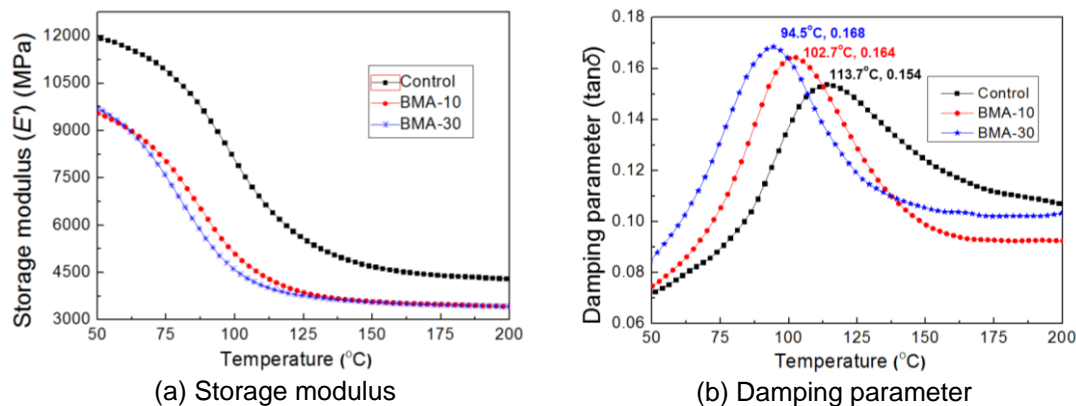 Storage modulus (E') (MPa)
12000
10500
9000
7500
6000
4500
3000
50 75 100 125 150 175 200
Temperature (°C)
Control
BMA-10
BMA-30
(a) Storage modulus
Damping parameter (tanδ)
0.18
0.16
0.14
0.12
0.10
0.08
0.06
50 75 100 125 150 175 200
Temperature (°C)
94.5°C, 0.168
102.7°C, 0.164
113.7°C, 0.154
Control
BMA-10
BMA-30
(b) Damping parameter